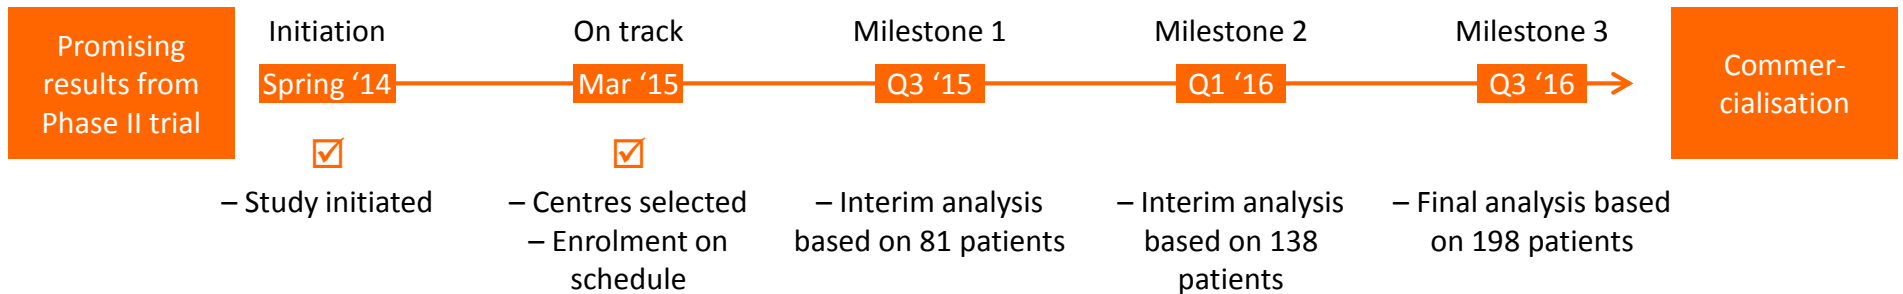 Promising
results from
Phase II trial
Initiation
Spring ‘14
– Study initiated
On track
Mar ‘15
– Centres selected
– Enrolment on
schedule
Milestone 1
Q3 ‘15
– Interim analysis
based on 81 patients
Milestone 2
Q1 ‘16
– Interim analysis
based on 138
patients
Milestone 3
Q3 ‘16
– Final analysis based
on 198 patients
Commer-
cialisation